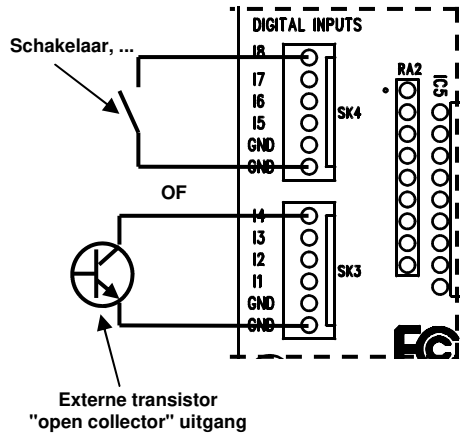 DIGITAL INPUTS
Schakelaar, ...
I8
I7
I6
I5
GND
GND
SK4
RA2
IC5
OF
I4
I3
I2
I1
GND
GND
SK3
FC
Externe transistor
"open collector" uitgang